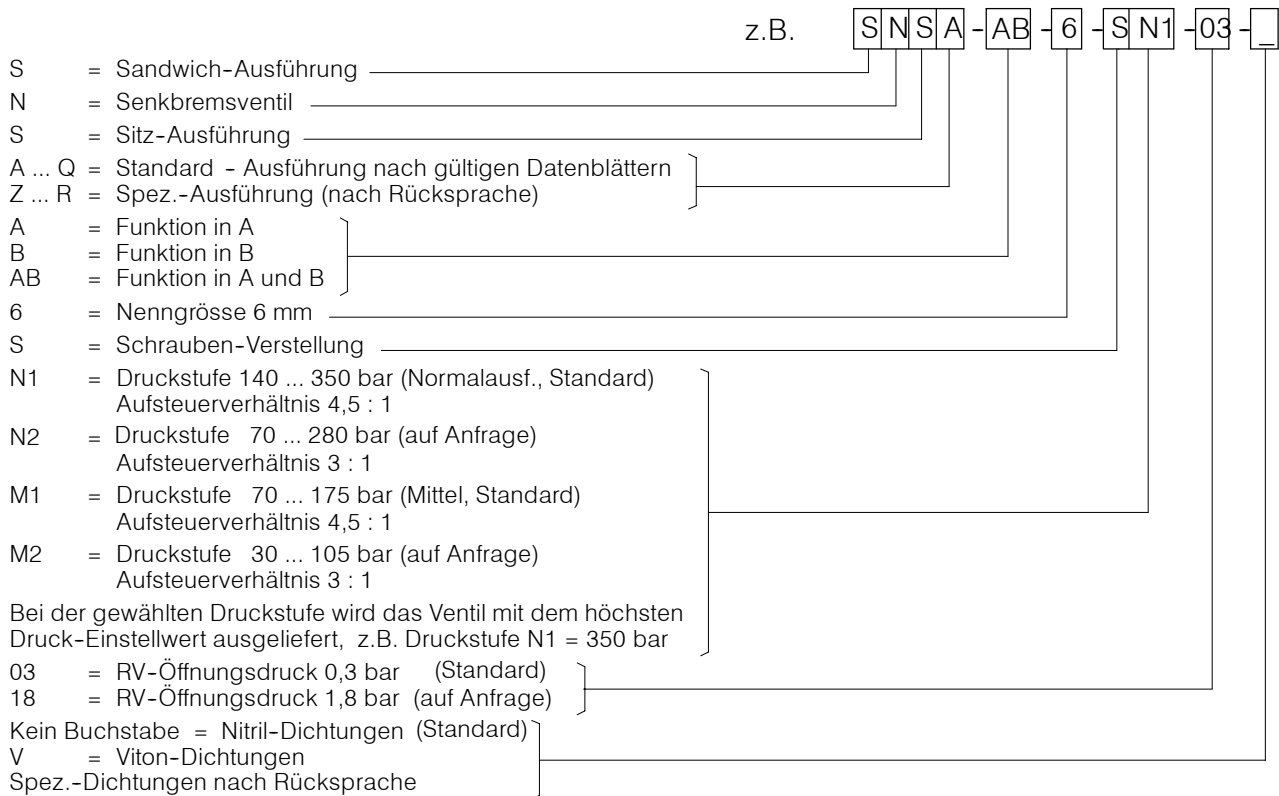 z.B. SNSA-AB-6-SN1-03-_
S = Sandwich-Ausführung
N = Senkbremsventil
S = Sitz-Ausführung
A ... Q = Standard - Ausführung nach gültigen Datenblättern
Z ... R = Spez.-Ausführung (nach Rücksprache)
A = Funktion in A
B = Funktion in B
AB = Funktion in A und B
6 = Nenngrösse 6 mm
S = Schrauben-Verstellung
N1 = Druckstufe 140 ... 350 bar (Normalausf., Standard)
Aufsteuerverhältnis 4,5 : 1
N2 = Druckstufe 70 ... 280 bar (auf Anfrage)
Aufsteuerverhältnis 3 : 1
M1 = Druckstufe 70 ... 175 bar (Mittel, Standard)
Aufsteuerverhältnis 4,5 : 1
M2 = Druckstufe 30 ... 105 bar (auf Anfrage)
Aufsteuerverhältnis 3 : 1
Bei der gewählten Druckstufe wird das Ventil mit dem höchsten
Druck-Einstellwert ausgeliefert, z.B. Druckstufe N1 = 350 bar
03 = RV-Öffnungsdruck 0,3 bar (Standard)
18 = RV-Öffnungsdruck 1,8 bar (auf Anfrage)
Kein Buchstabe = Nitril-Dichtungen (Standard)
V = Viton-Dichtungen
Spez.-Dichtungen nach Rücksprache